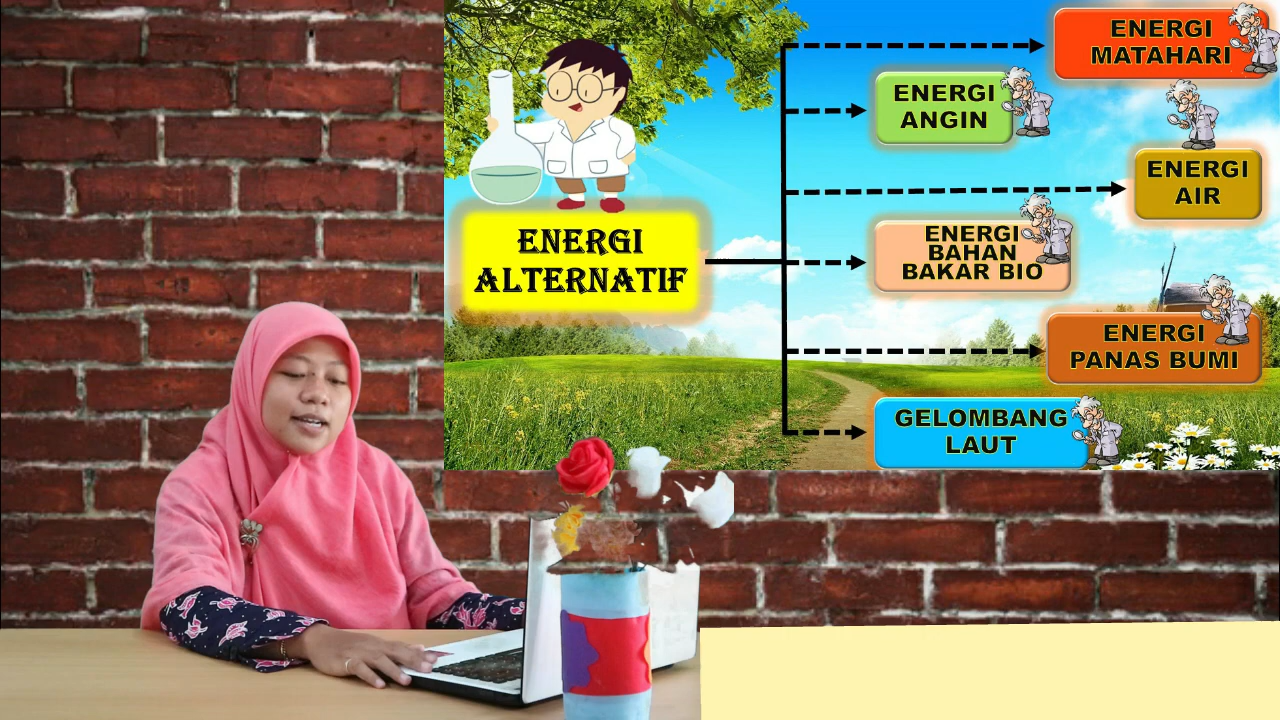 ENERGI
ALTERNATIF
ENERGI
MATAHARI
ENERGI
ANGIN
ENERGI
AIR
ENERGI
BAHAN
BAKAR BIO
ENERGI
PANAS BUMI
GELOMBANG
LAUT